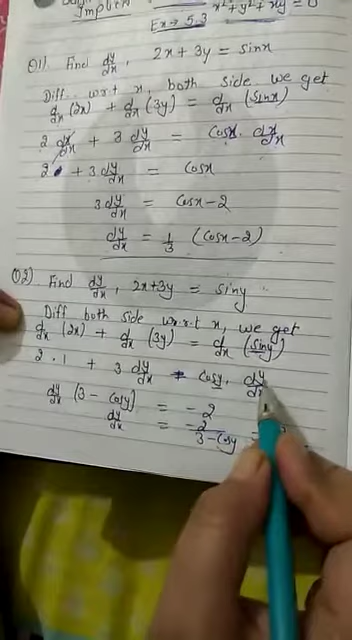 Implicit x² + y² + xy = 0
Ex → 5.3
Q1) Find dy/dx, 2x + 3y = sinx
Diff. w.r.t x, both side we get
d/dx (2x) + d/dx (3y) = d/dx (sinx)
2 dx/dx + 3 dy/dx = Cosx. dx/dx
2 + 3 dy/dx = Cosx
3 dy/dx = Cosx - 2
dy/dx = 1/3 (Cosx - 2)
Q2) Find dy/dx, 2x + 3y = siny
Diff both side w.r.t x, we get
d/dx (2x) + d/dx (3y) = d/dx (siny)
2.1 + 3 dy/dx = Cosy. dy/dx
dy/dx (3 - Cosy) = -2
dy/dx = -2/3-Cosy =